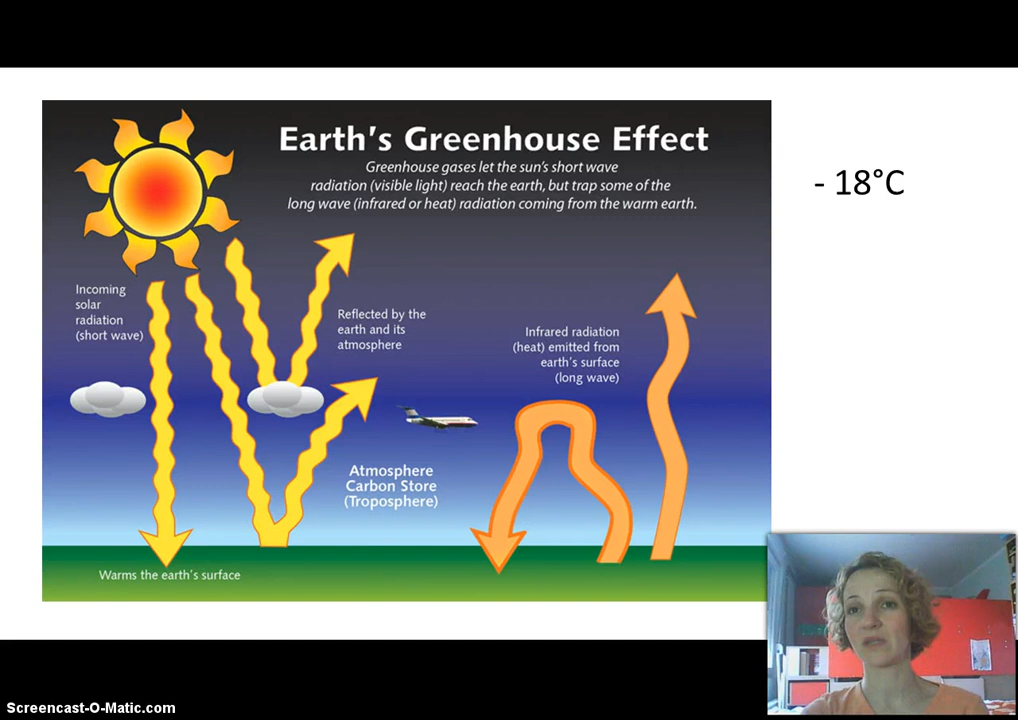 Earth's Greenhouse Effect
Greenhouse gases let the sun's short wave
radiation (visible light) reach the earth, but trap some of the
long wave (infrared or heat) radiation coming from the warm earth.
- 18°C
Incoming
solar
radiation
(short wave)
Reflected by the
earth and its
atmosphere
Infrared radiation
(heat) emitted from
earth's surface
(long wave)
Atmosphere
Carbon Store
(Troposphere)
Warms the earth's surface
Screencast-O-Matic.com